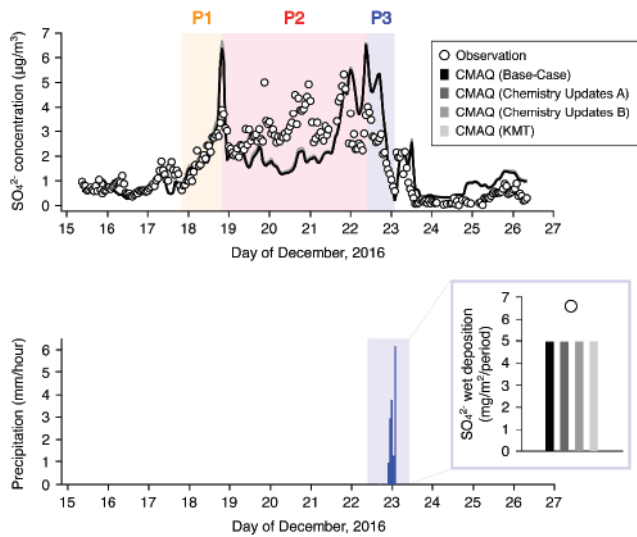 P1 P2 P3
SO₄²⁻ concentration (µg/m³)
7
6
5
4
3
2
1
0
15 16 17 18 19 20 21 22 23 24 25 26 27
Day of December, 2016
Observation
CMAQ (Base-Case)
CMAQ (Chemistry Updates A)
CMAQ (Chemistry Updates B)
CMAQ (KMT)
Precipitation (mm/hour)
6
5
4
3
2
1
0
15 16 17 18 19 20 21 22 23 24 25 26 27
Day of December, 2016
SO₄²⁻ wet deposition
(mg/m²/period)
7
6
5
4
3
2
1
0